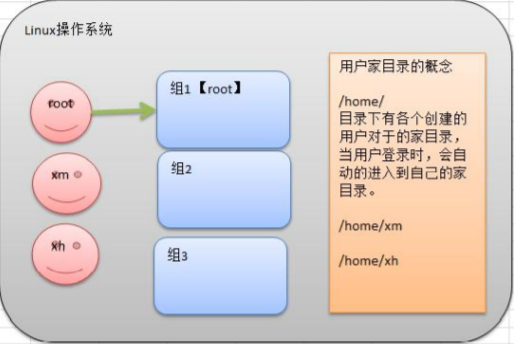 Linux操作系统
root
xm
xh
组1【root】
组2
组3
用户家目录的概念
/home/
目录下有各个创建的
用户对于的家目录，
当用户登录时，会自
动的进入到自己的家
目录。
/home/xm
/home/xh